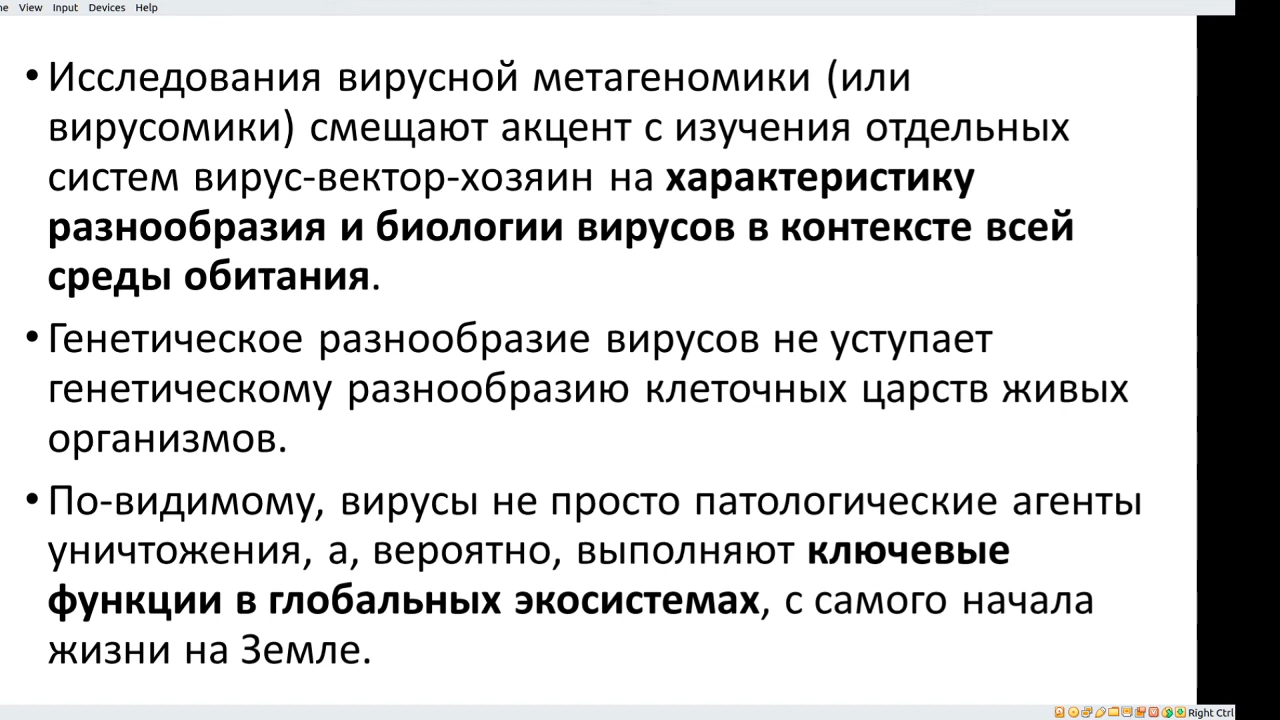 ne View Input Devices Help
• Исследования вирусной метагеномики (или
вирусомики) смещают акцент с изучения отдельных
систем вирус-вектор-хозяин на характеристику
разнообразия и биологии вирусов в контексте всей
среды обитания.
• Генетическое разнообразие вирусов не уступает
генетическому разнообразию клеточных царств живых
организмов.
• По-видимому, вирусы не просто патологические агенты
уничтожения, а, вероятно, выполняют ключевые
функции в глобальных экосистемах, с самого начала
жизни на Земле.
Right Ctrl